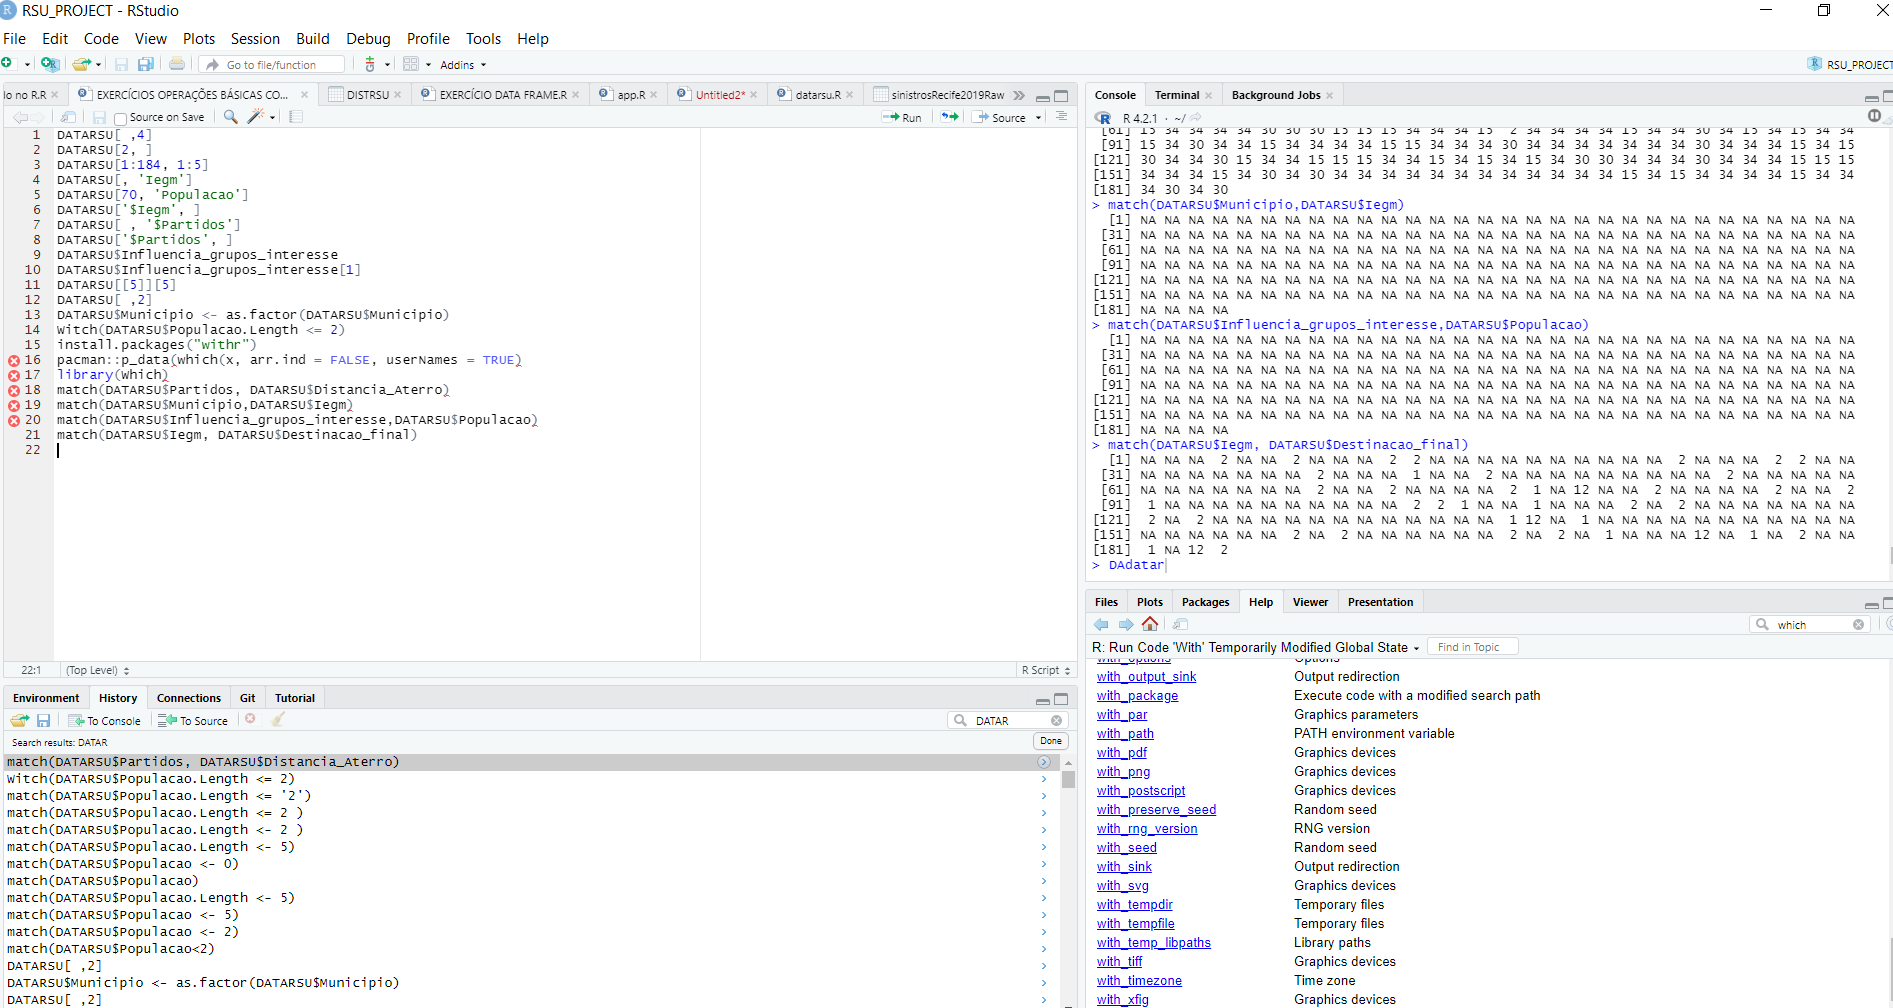 RSU_PROJECT - RStudio
File Edit Code View Plots Session Build Debug Profile Tools Help
Go to file/function Addins RSU_PROJECT
io no R.R EXERCÍCIOS OPERAÇÕES BÁSICAS CO... DISTRSU EXERCÍCIO DATA FRAME.R app.R Untitled2* datarsu.R sinistrosRecife2019Raw
Source on Save Run Source
1 DATARSU[ ,4]
2 DATARSU[2, ]
3 DATARSU[1:184, 1:5]
4 DATARSU[, 'Iegm']
5 DATARSU[70, 'Populacao']
6 DATARSU['$Iegm', ]
7 DATARSU[ , '$Partidos']
8 DATARSU['$Partidos', ]
9 DATARSU$Influencia_grupos_interesse
10 DATARSU$Influencia_grupos_interesse[1]
11 DATARSU[[5]][5]
12 DATARSU[ ,2]
13 DATARSU$Municipio <- as.factor(DATARSU$Municipio)
14 Witch(DATARSU$Populacao.Length <= 2)
15 install.packages("withr")
16 pacman::p_data(which(x, arr.ind = FALSE, userNames = TRUE)
17 library(which)
18 match(DATARSU$Partidos, DATARSU$Distancia_Aterro)
19 match(DATARSU$Municipio,DATARSU$Iegm)
20 match(DATARSU$Influencia_grupos_interesse,DATARSU$Populacao)
21 match(DATARSU$Iegm, DATARSU$Destinacao_final)
22
22:1 (Top Level) R Script
Environment History Connections Git Tutorial
To Console To Source DATAR
Search results: DATAR Done
match(DATARSU$Partidos, DATARSU$Distancia_Aterro)
Witch(DATARSU$Populacao.Length <= 2)
match(DATARSU$Populacao.Length <= '2')
match(DATARSU$Populacao.Length <= 2 )
match(DATARSU$Populacao.Length <- 2 )
match(DATARSU$Populacao.Length <- 5)
match(DATARSU$Populacao <- 0)
match(DATARSU$Populacao)
match(DATARSU$Populacao.Length <- 5)
match(DATARSU$Populacao <- 5)
match(DATARSU$Populacao <- 2)
match(DATARSU$Populacao<2)
DATARSU[ ,2]
DATARSU$Municipio <- as.factor(DATARSU$Municipio)
DATARSU[ ,2]
Console Terminal Background Jobs
R 4.2.1 · ~/
[61] 15 34 34 34 34 30 30 30 15 15 15 34 34 34 15 2 34 34 34 34 15 34 34 30 34 15 34 15 34 34
[91] 15 34 30 34 34 15 34 34 34 34 15 15 34 34 34 30 34 34 34 34 34 34 34 30 34 34 34 15 34 15
[121] 30 34 34 30 15 34 34 15 15 15 34 34 15 34 15 34 15 34 30 30 34 34 34 30 34 34 34 15 15 15
[151] 34 34 34 15 34 30 34 30 34 34 34 34 34 34 34 34 34 34 34 34 15 34 15 34 34 34 34 15 34 34
[181] 34 30 34 30
> match(DATARSU$Municipio,DATARSU$Iegm)
[1] NA NA NA NA NA NA NA NA NA NA NA NA NA NA NA NA NA NA NA NA NA NA NA NA NA NA NA NA NA NA
[31] NA NA NA NA NA NA NA NA NA NA NA NA NA NA NA NA NA NA NA NA NA NA NA NA NA NA NA NA NA NA
[61] NA NA NA NA NA NA NA NA NA NA NA NA NA NA NA NA NA NA NA NA NA NA NA NA NA NA NA NA NA NA
[91] NA NA NA NA NA NA NA NA NA NA NA NA NA NA NA NA NA NA NA NA NA NA NA NA NA NA NA NA NA NA
[121] NA NA NA NA NA NA NA NA NA NA NA NA NA NA NA NA NA NA NA NA NA NA NA NA NA NA NA NA NA NA
[151] NA NA NA NA NA NA NA NA NA NA NA NA NA NA NA NA NA NA NA NA NA NA NA NA NA NA NA NA NA NA
[181] NA NA NA NA
> match(DATARSU$Influencia_grupos_interesse,DATARSU$Populacao)
[1] NA NA NA NA NA NA NA NA NA NA NA NA NA NA NA NA NA NA NA NA NA NA NA NA NA NA NA NA NA NA
[31] NA NA NA NA NA NA NA NA NA NA NA NA NA NA NA NA NA NA NA NA NA NA NA NA NA NA NA NA NA NA
[61] NA NA NA NA NA NA NA NA NA NA NA NA NA NA NA NA NA NA NA NA NA NA NA NA NA NA NA NA NA NA
[91] NA NA NA NA NA NA NA NA NA NA NA NA NA NA NA NA NA NA NA NA NA NA NA NA NA NA NA NA NA NA
[121] NA NA NA NA NA NA NA NA NA NA NA NA NA NA NA NA NA NA NA NA NA NA NA NA NA NA NA NA NA NA
[151] NA NA NA NA NA NA NA NA NA NA NA NA NA NA NA NA NA NA NA NA NA NA NA NA NA NA NA NA NA NA
[181] NA NA NA NA
> match(DATARSU$Iegm, DATARSU$Destinacao_final)
[1] NA NA NA 2 NA NA 2 NA NA NA 2 2 NA NA NA NA NA NA NA NA NA NA 2 NA NA NA 2 2 NA NA
[31] NA NA NA NA NA NA NA 2 NA NA NA 1 NA NA 2 NA NA NA NA NA NA NA NA NA 2 NA NA NA NA NA
[61] NA NA NA NA NA NA NA 2 NA NA 2 NA NA NA NA 2 1 NA 12 NA NA 2 NA NA NA NA 2 NA NA 2
[91] 1 NA NA NA NA NA NA NA NA NA NA 2 2 1 NA NA 1 NA NA NA 2 NA 2 NA NA NA NA NA NA NA
[121] 2 NA 2 NA NA NA NA NA NA NA NA NA NA NA NA 1 12 NA 1 NA NA NA NA NA NA NA NA NA NA NA
[151] NA NA NA NA NA NA 2 NA 2 NA NA NA NA NA NA 2 NA 2 NA 1 NA NA NA 12 NA 1 NA 2 NA NA
[181] 1 NA 12 2
> DAdatar
Files Plots Packages Help Viewer Presentation
which
R: Run Code 'With' Temporarily Modified Global State Find in Topic
with_options Options
with_output_sink Output redirection
with_package Execute code with a modified search path
with_par Graphics parameters
with_path PATH environment variable
with_pdf Graphics devices
with_png Graphics devices
with_postscript Graphics devices
with_preserve_seed Random seed
with_rng_version RNG version
with_seed Random seed
with_sink Output redirection
with_svg Graphics devices
with_tempdir Temporary files
with_tempfile Temporary files
with_temp_libpaths Library paths
with_tiff Graphics devices
with_timezone Time zone
with_xfig Graphics devices